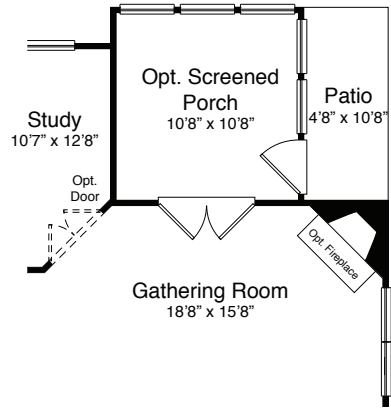 Opt. Screened
Porch
10’8” x 10’8”
Patio
4’8” x 10’8”
Study
10’7” x 12’8”
Opt.
Door
Opt. Fireplace
Gathering Room
18’8” x 15’8”